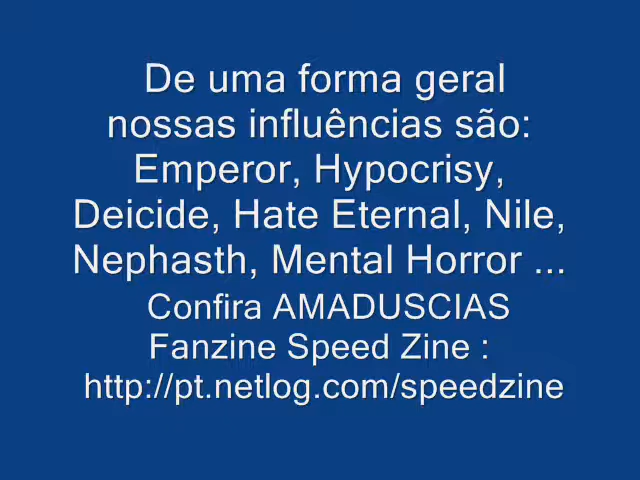 De uma forma geral
nossas influências são:
Emperor, Hypocrisy,
Deicide, Hate Eternal, Nile,
Nephasth, Mental Horror ...
Confira AMADUSCIAS
Fanzine Speed Zine :
http://pt.netlog.com/speedzine